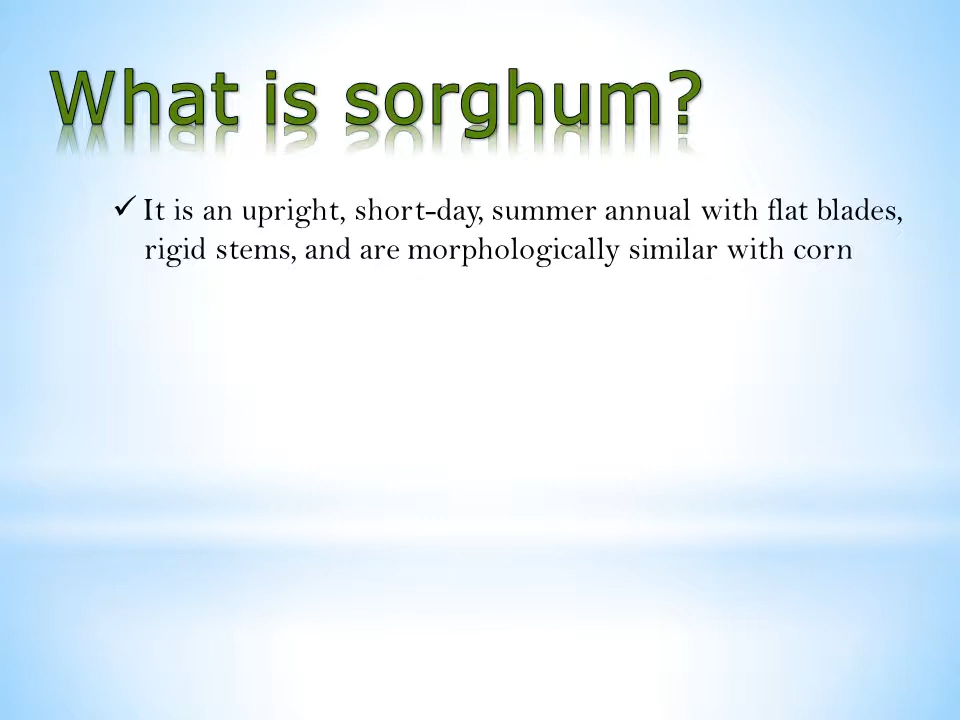 What is sorghum?
✓ It is an upright, short-day, summer annual with flat blades,
rigid stems, and are morphologically similar with corn